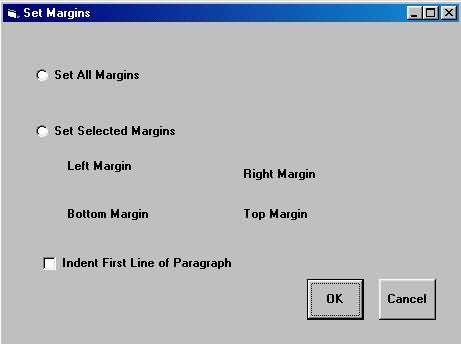 Set Margins
Set All Margins
Set Selected Margins
Left Margin
Right Margin
Bottom Margin Top Margin
Indent First Line of Paragraph
OK Cancel